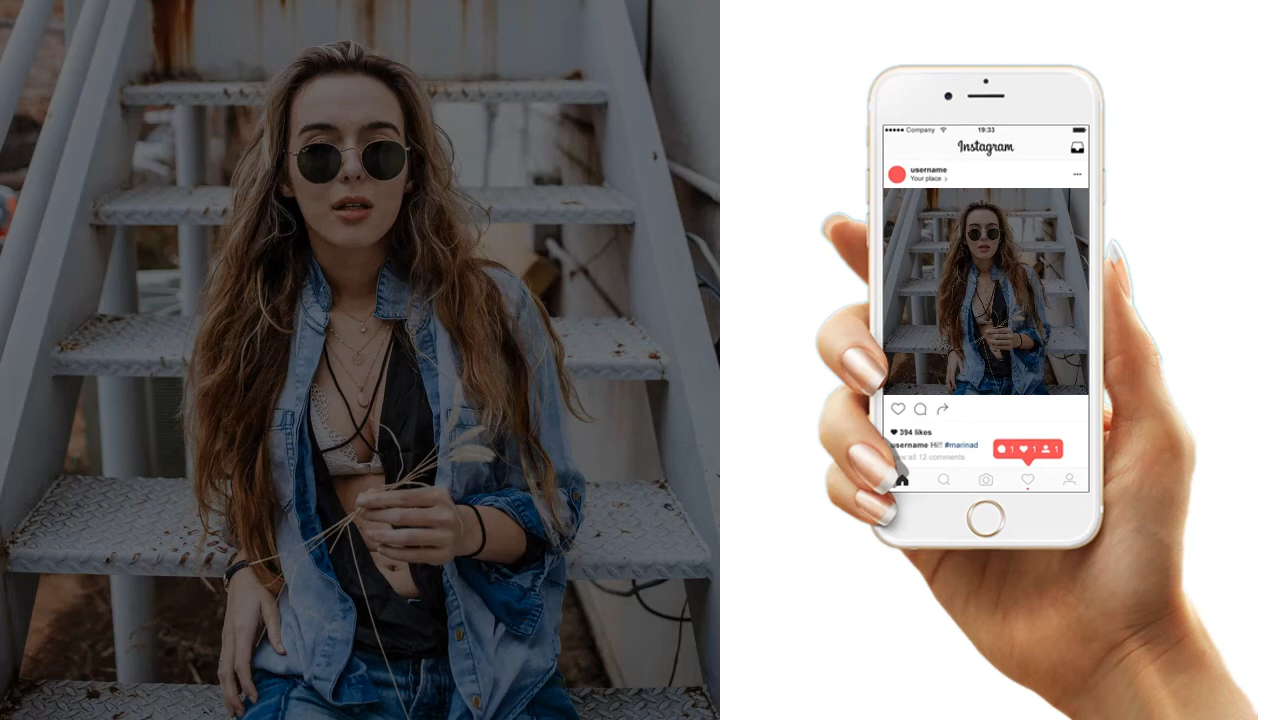 Company 19:33
Instagram
username
Your place >
394 likes
username Hi!! #marinad
1 1 1
all 12 comments